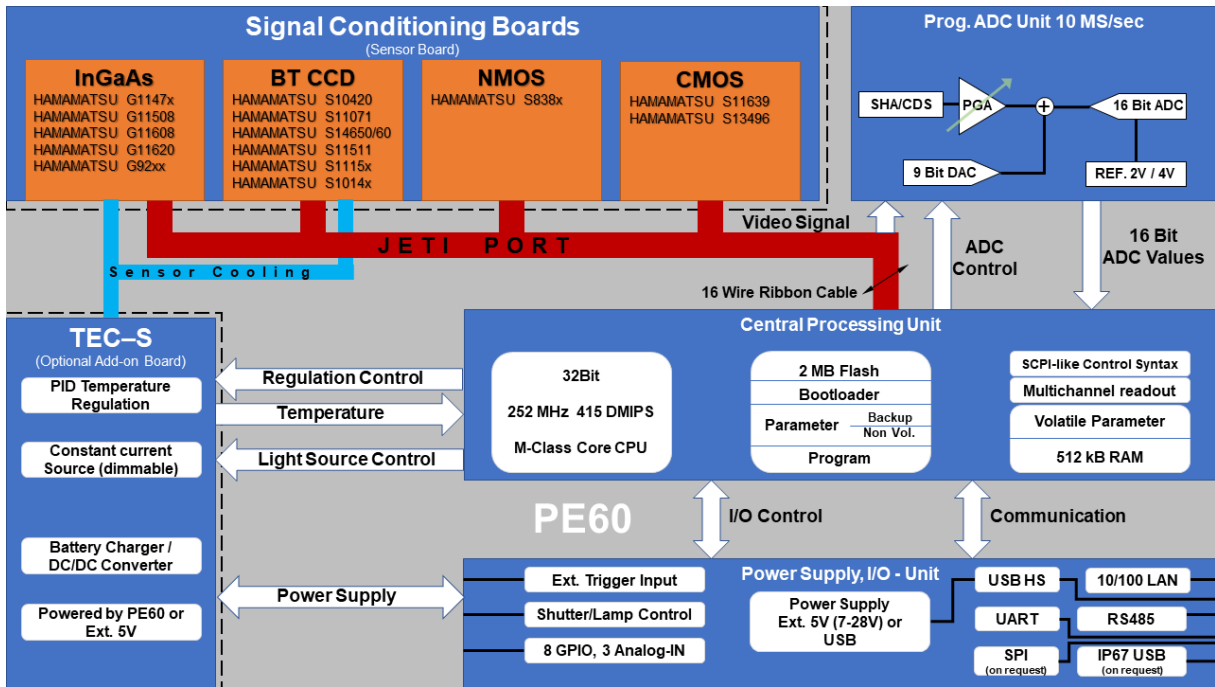 Signal Conditioning Boards
(Sensor Board)
InGaAs
HAMAMATSU G1147x
HAMAMATSU G11508
HAMAMATSU G11608
HAMAMATSU G11620
HAMAMATSU G92xx
BT CCD
HAMAMATSU S10420
HAMAMATSU S11071
HAMAMATSU S14650/60
HAMAMATSU S11511
HAMAMATSU S1115x
HAMAMATSU S1014x
NMOS
HAMAMATSU S838x
CMOS
HAMAMATSU S11639
HAMAMATSU S13496
Prog. ADC Unit 10 MS/sec
SHA/CDS
PGA
+
16 Bit ADC
9 Bit DAC
REF. 2V / 4V
JETI PORT
Sensor Cooling
Video Signal
16 Wire Ribbon Cable
ADC
Control
16 Bit
ADC Values
TEC–S
(Optional Add-on Board)
PID Temperature
Regulation
Constant current
Source (dimmable)
Battery Charger /
DC/DC Converter
Powered by PE60 or
Ext. 5V
Regulation Control
Temperature
Light Source Control
Power Supply
Central Processing Unit
32Bit
252 MHz 415 DMIPS
M-Class Core CPU
2 MB Flash
Bootloader
Parameter
Backup
Non Vol.
Program
SCPI-like Control Syntax
Multichannel readout
Volatile Parameter
512 kB RAM
PE60
I/O Control
Communication
Power Supply, I/O - Unit
Ext. Trigger Input
Shutter/Lamp Control
8 GPIO, 3 Analog-IN
Power Supply
Ext. 5V (7-28V) or
USB
USB HS
10/100 LAN
UART
RS485
SPI
(on request)
IP67 USB
(on request)